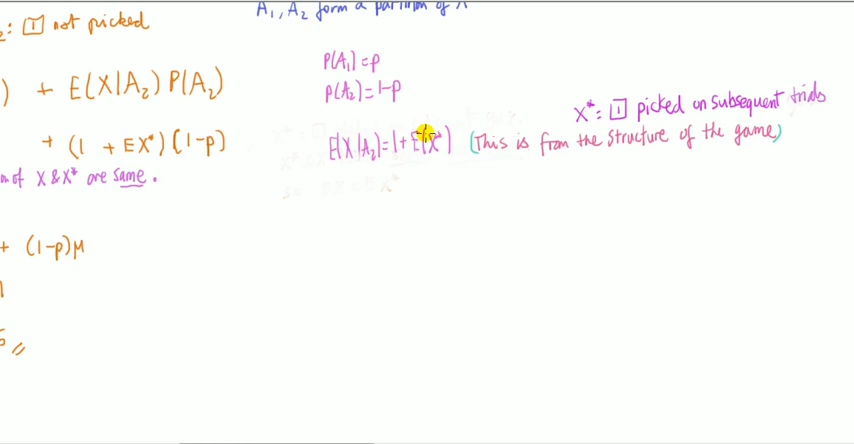 A₁, A₂ form a partition of X
2: [1] not picked
) + E(X|A₂) P(A₂)
P(A₁)=p
P(A₂)=1-p
X*: [1] picked on subsequent trials
+ (1 + EX*)(1-p)
E(X|A₂)=1+E(X*) (This is from the structure of the game)
of X & X* are same.
+ (1-p)μ